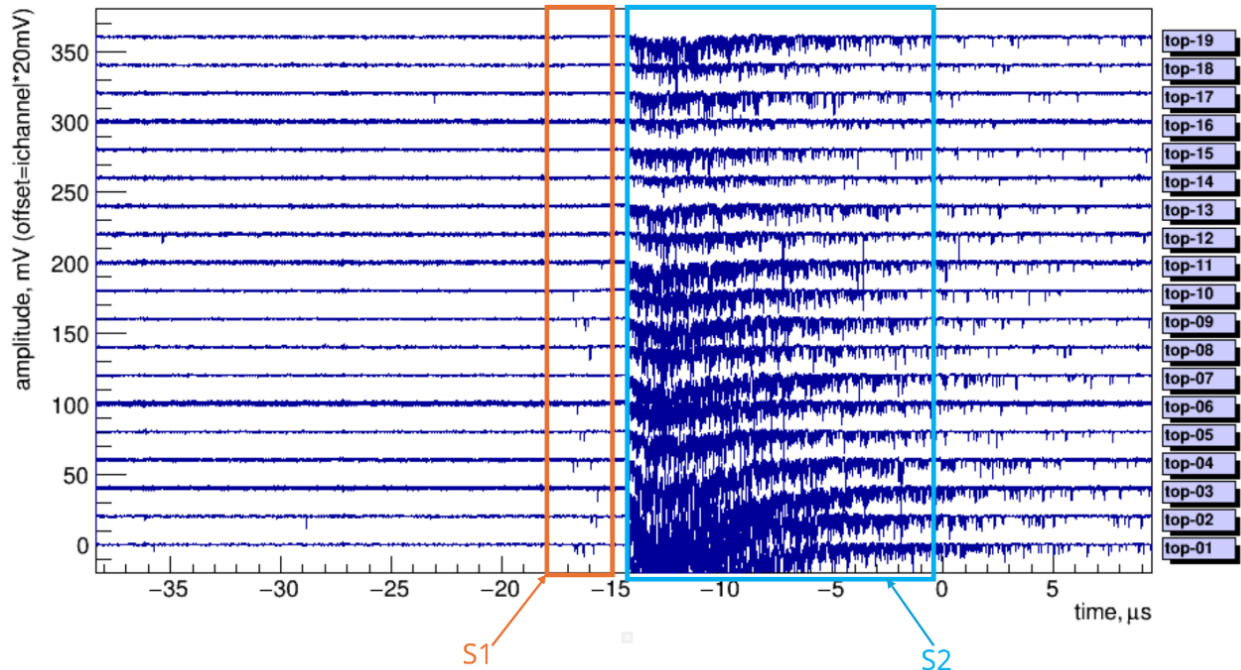 amplitude, mV (offset=ichannel*20mV)
350
300
250
200
150
100
50
0
top-19
top-18
top-17
top-16
top-15
top-14
top-13
top-12
top-11
top-10
top-09
top-08
top-07
top-06
top-05
top-04
top-03
top-02
top-01
−35 −30 −25 −20 −15 −10 −5 0 5
time, μs
S1 S2